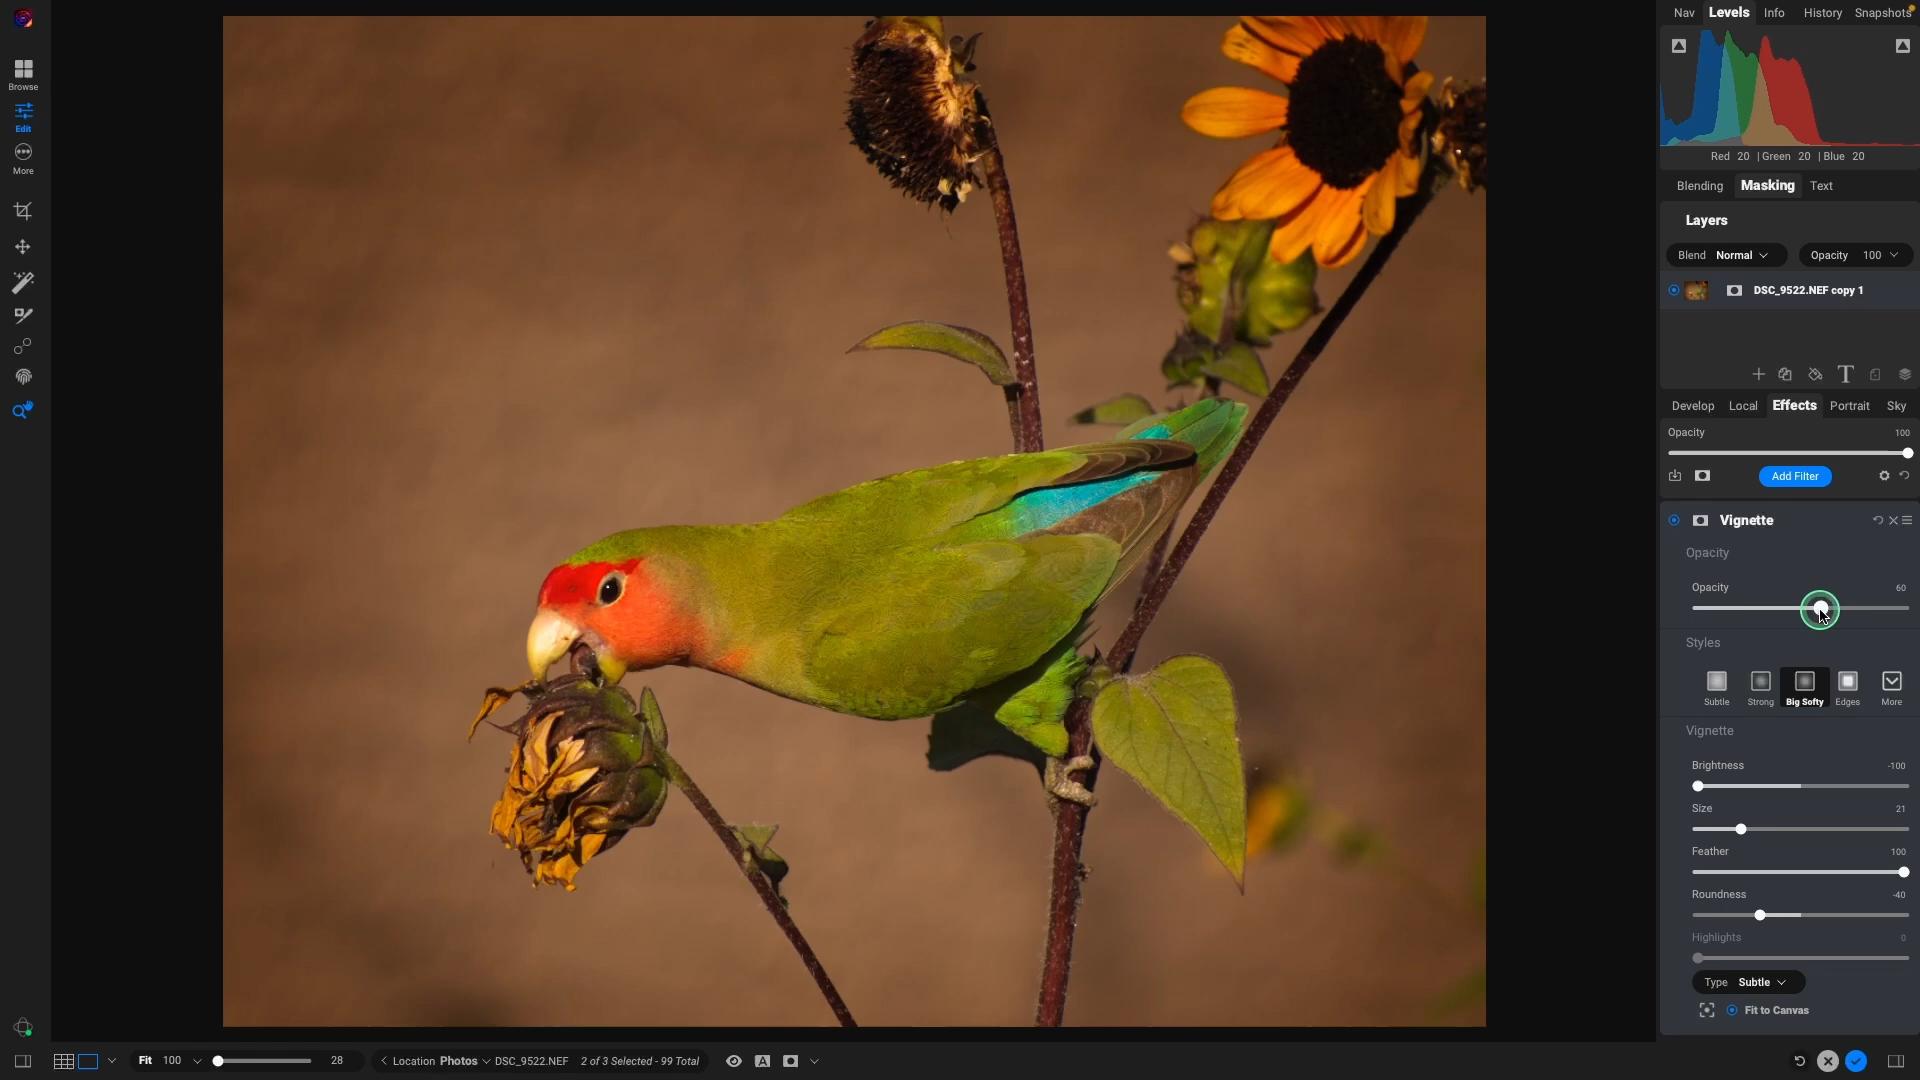 Nav Levels Info History Snapshots
Red 20 | Green 20 | Blue 20
Blending Masking Text
Layers
Blend Normal Opacity 100
DSC_9522.NEF copy 1
T
Develop Local Effects Portrait Sky
Opacity 100
Add Filter
Vignette
Opacity
Opacity 60
Styles
Subtle Strong Big Softy Edges More
Vignette
Brightness -100
Size 21
Feather 100
Roundness -40
Highlights 0
Type Subtle
Fit to Canvas
Browse
Edit
More
Fit 100 28 Location Photos DSC_9522.NEF 2 of 3 Selected - 99 Total A